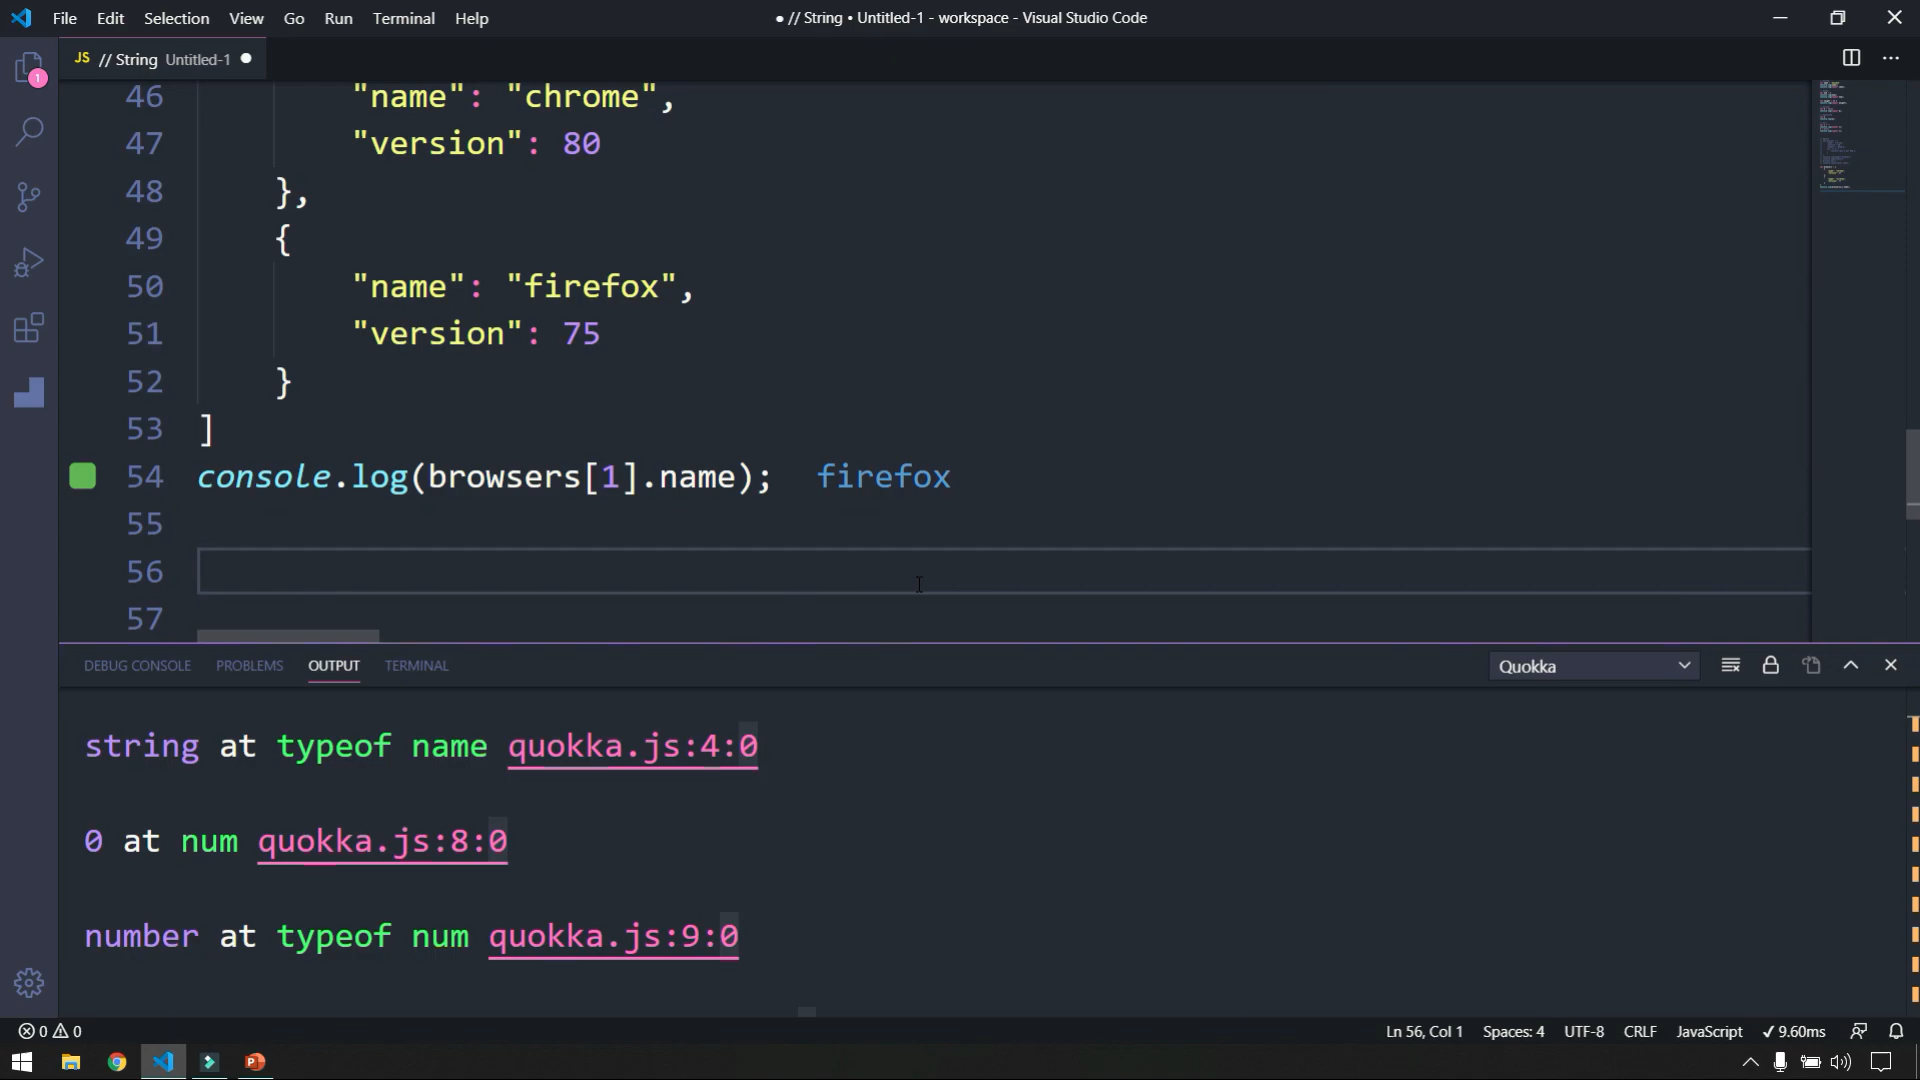 File Edit Selection View Go Run Terminal Help
● // String • Untitled-1 - workspace - Visual Studio Code
1
JS // String Untitled-1 ●
46 "name": "chrome",
47 "version": 80
48 },
49 {
50 "name": "firefox",
51 "version": 75
52 }
53 ]
54 console.log(browsers[1].name); firefox
55
56
57
DEBUG CONSOLE PROBLEMS OUTPUT TERMINAL Quokka
string at typeof name quokka.js:4:0
0 at num quokka.js:8:0
number at typeof num quokka.js:9:0
0 0 Ln 56, Col 1 Spaces: 4 UTF-8 CRLF JavaScript ✓ 9.60ms